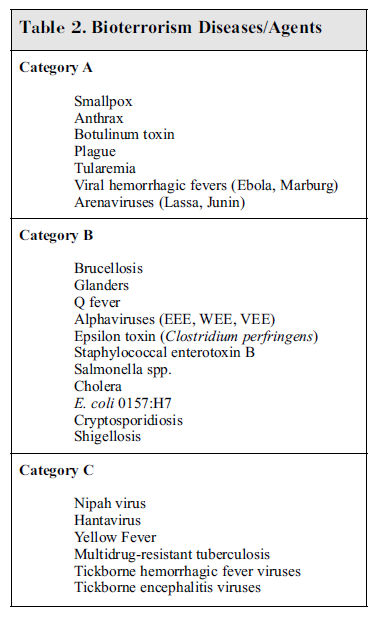 Table 2. Bioterrorism Diseases/Agents
Category A
Smallpox
Anthrax
Botulinum toxin
Plague
Tularemia
Viral hemorrhagic fevers (Ebola, Marburg)
Arenaviruses (Lassa, Junin)
Category B
Brucellosis
Glanders
Q fever
Alphaviruses (EEE, WEE, VEE)
Epsilon toxin (Clostridium perfringens)
Staphylococcal enterotoxin B
Salmonella spp.
Cholera
E. coli 0157:H7
Cryptosporidiosis
Shigellosis
Category C
Nipah virus
Hantavirus
Yellow Fever
Multidrug-resistant tuberculosis
Tickborne hemorrhagic fever viruses
Tickborne encephalitis viruses